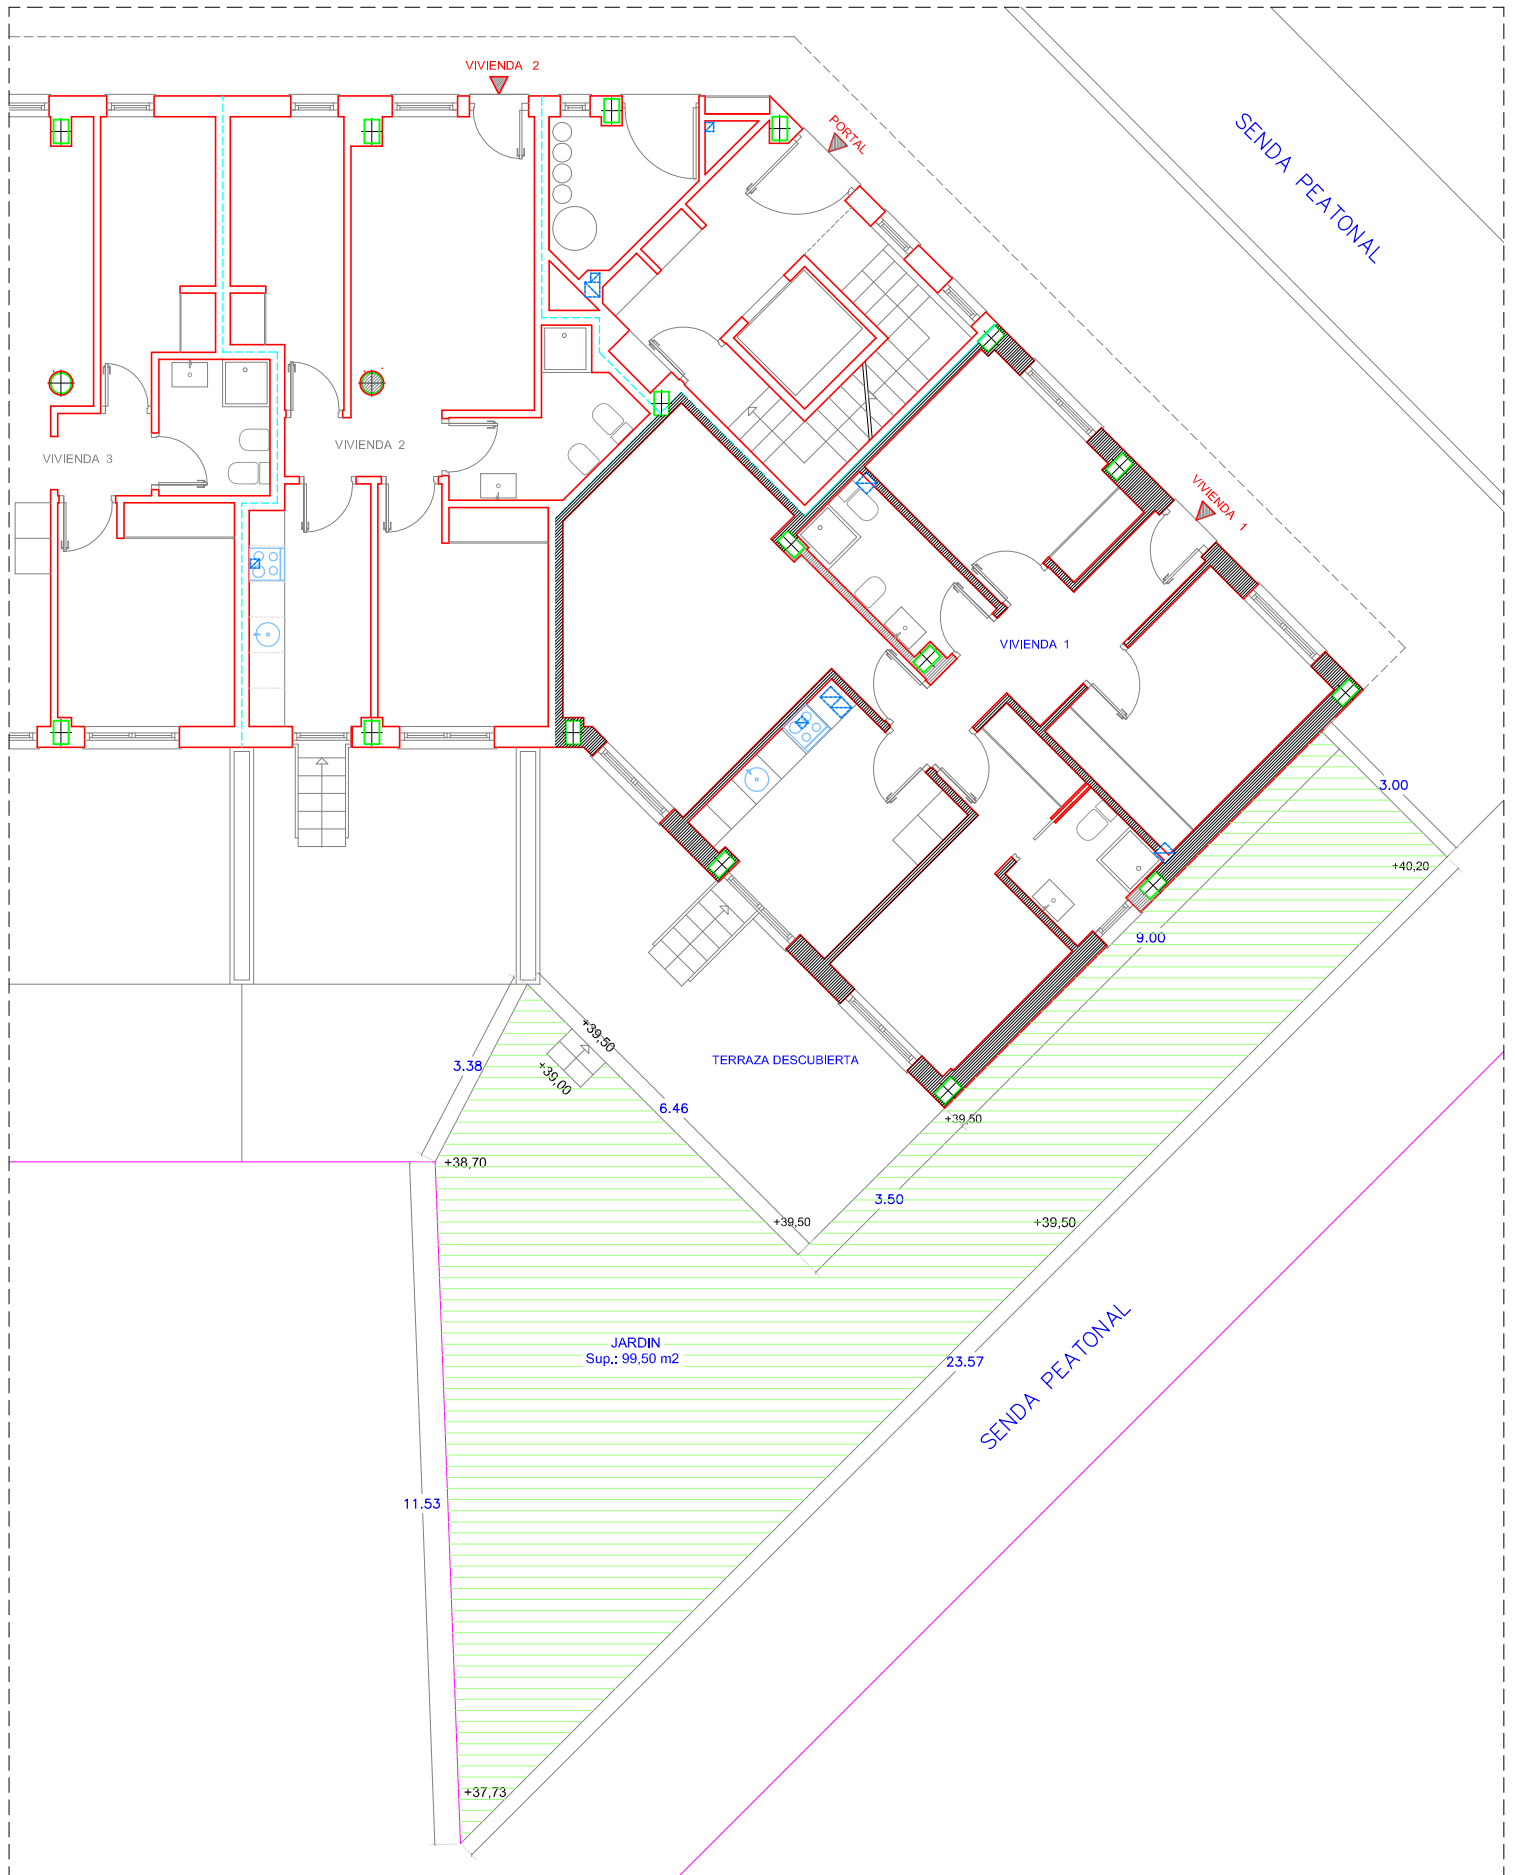 VIVIENDA 2
PORTAL
SENDA PEATONAL
VIVIENDA 2
VIVIENDA 3
VIVIENDA 1
VIVIENDA 1
3.00
+40,20
9.00
+39,50
+39,00
3.38
TERRAZA DESCUBIERTA
6.46
+39,50
+38,70
3.50
+39,50
+39,50
JARDIN
Sup.: 99,50 m2
23.57
SENDA PEATONAL
11.53
+37,73